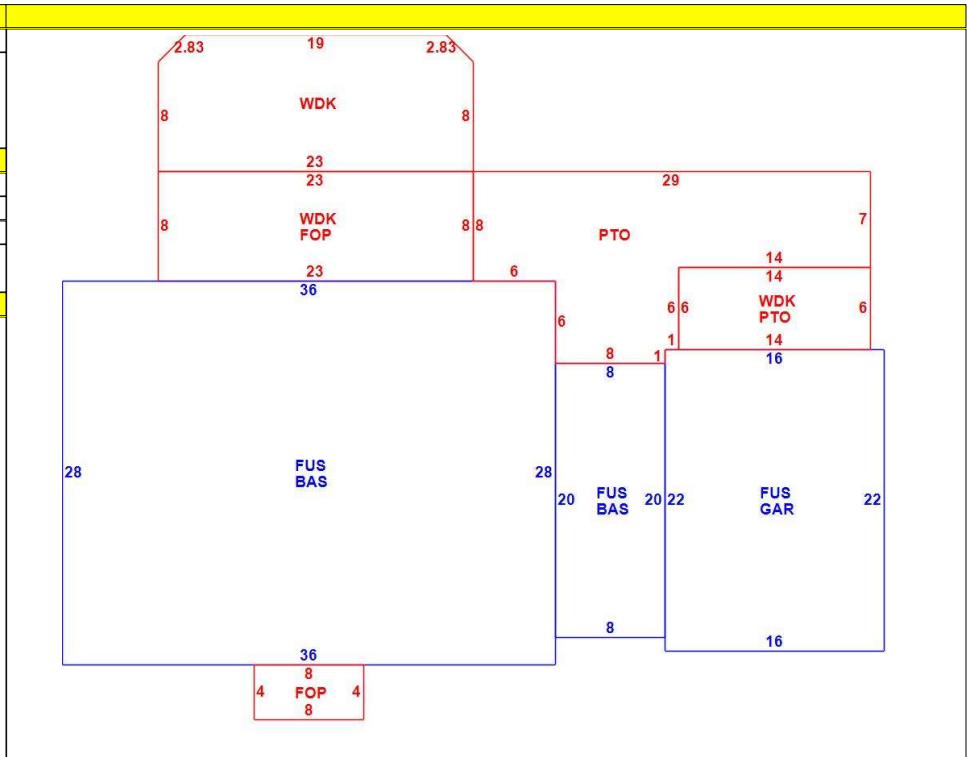 2.83 19 2.83
WDK
8 8
23
23 29
WDK
FOP
8 8 8
PTO
7
23 6
36
14
14
WDK
PTO
6 6 6 6
14
1
8 1
8 16
FUS
BAS
28 28
FUS
BAS
20 20
FUS
GAR
22 22
8
16
36
8
4 FOP 4
8